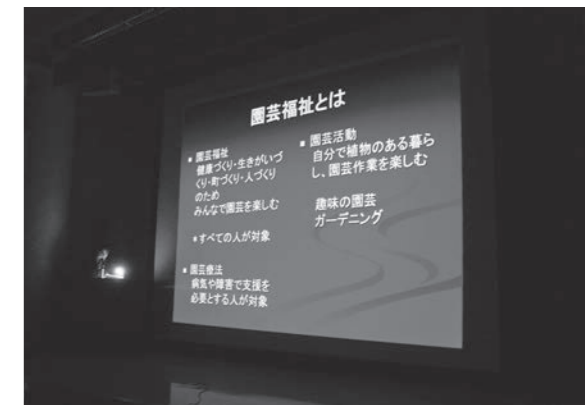 園芸福祉とは
■ 園芸福祉
健康づくり・生きがいづ
くり・町づくり・人づくり
のため
みんなで園芸を楽しむ
＊すべての人が対象
■ 園芸療法
病気や障害で支援を
必要とする人が対象
■ 園芸活動
自分で植物のある暮ら
し、園芸作業を楽しむ
趣味の園芸
ガーデニング